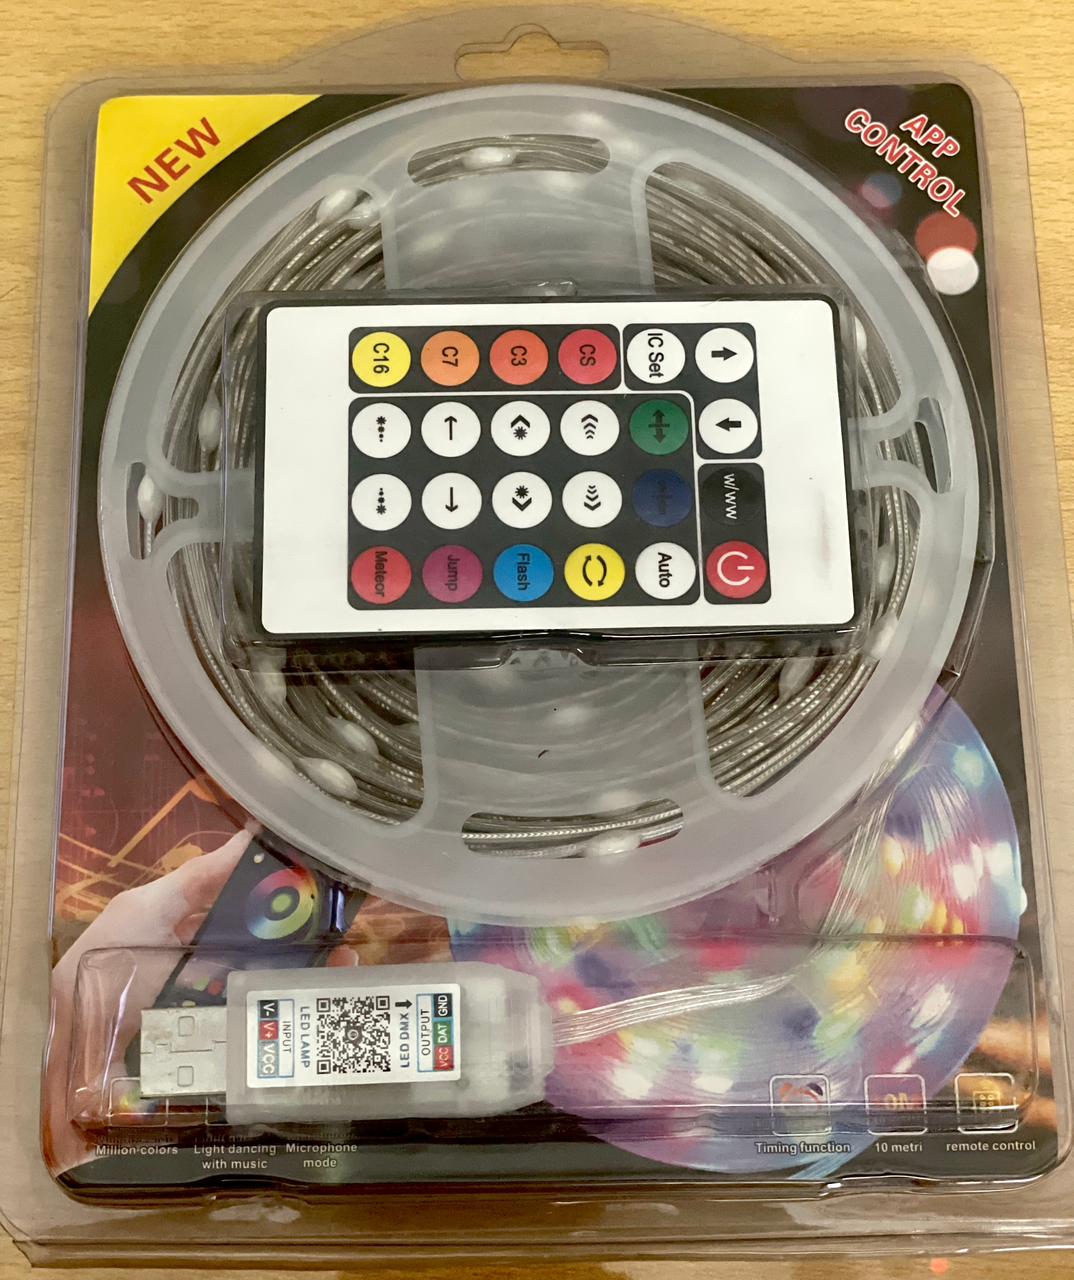 NEW
APP
CONTROL
C16
C7
C3
CS
IC Set
W/WW
Meteor
Jump
Flash
Auto
V- V+ VCC
INPUT
LED LAMP
LED DMX
OUTPUT
VCC DAT GND
Million colors
Light dancing
with music
Microphone
mode
Timing function
10 metri
remote control